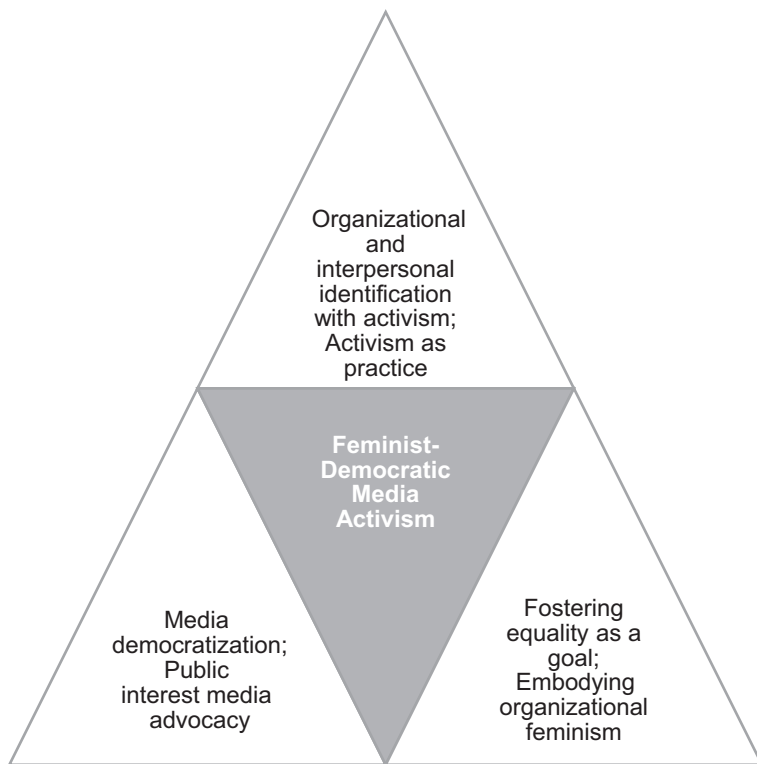 Organizational
and
interpersonal
identification
with activism;
Activism as
practice
Feminist-
Democratic
Media
Activism
Media
democratization;
Public
interest media
advocacy
Fostering
equality as a
goal;
Embodying
organizational
feminism